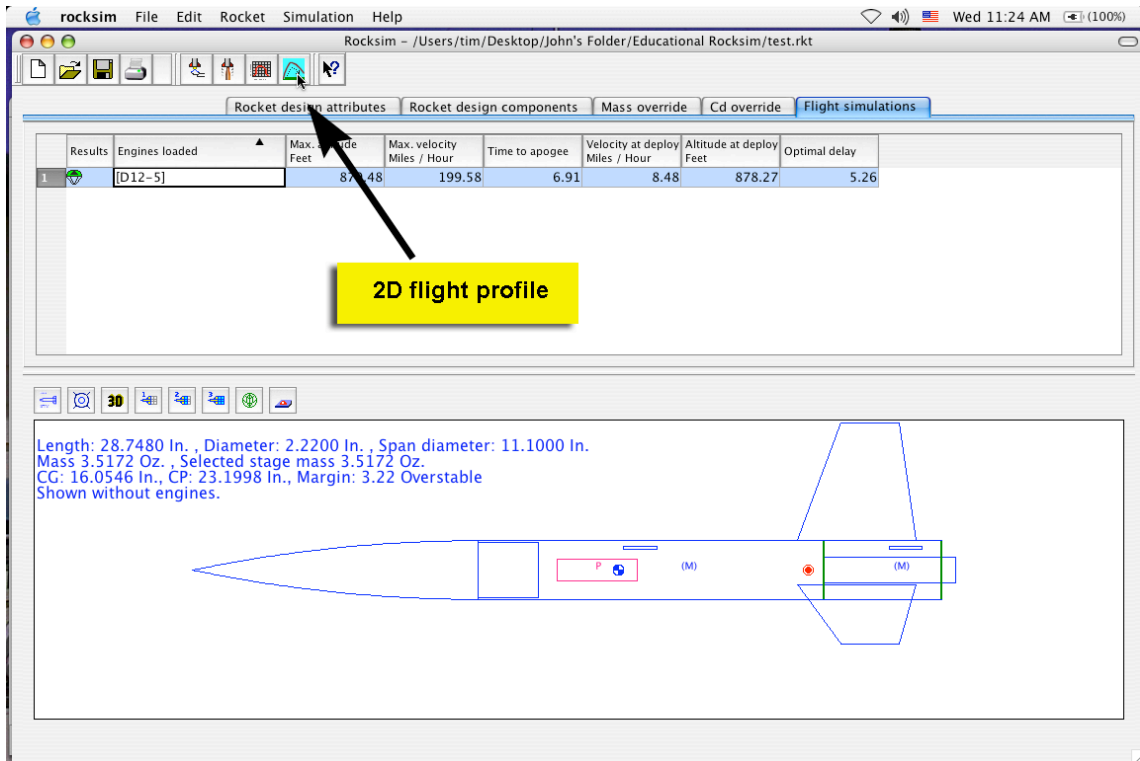 rocksim File Edit Rocket Simulation Help Wed 11:24 AM (100%)
Rocksim – /Users/tim/Desktop/John's Folder/Educational Rocksim/test.rkt
Rocket design attributes Rocket design components Mass override Cd override Flight simulations
Results Engines loaded Max. Feet Max. velocity Miles / Hour Time to apogee Velocity at deploy Miles / Hour Altitude at deploy Feet Optimal delay
1 [D12-5] 199.58 6.91 8.48 878.27 5.26
2D flight profile
3D 1 2 3
Length: 28.7480 In. , Diameter: 2.2200 In. , Span diameter: 11.1000 In.
Mass 3.5172 Oz. , Selected stage mass 3.5172 Oz.
CG: 16.0546 In., CP: 23.1998 In., Margin: 3.22 Overstable
Shown without engines.
P (M) (M)